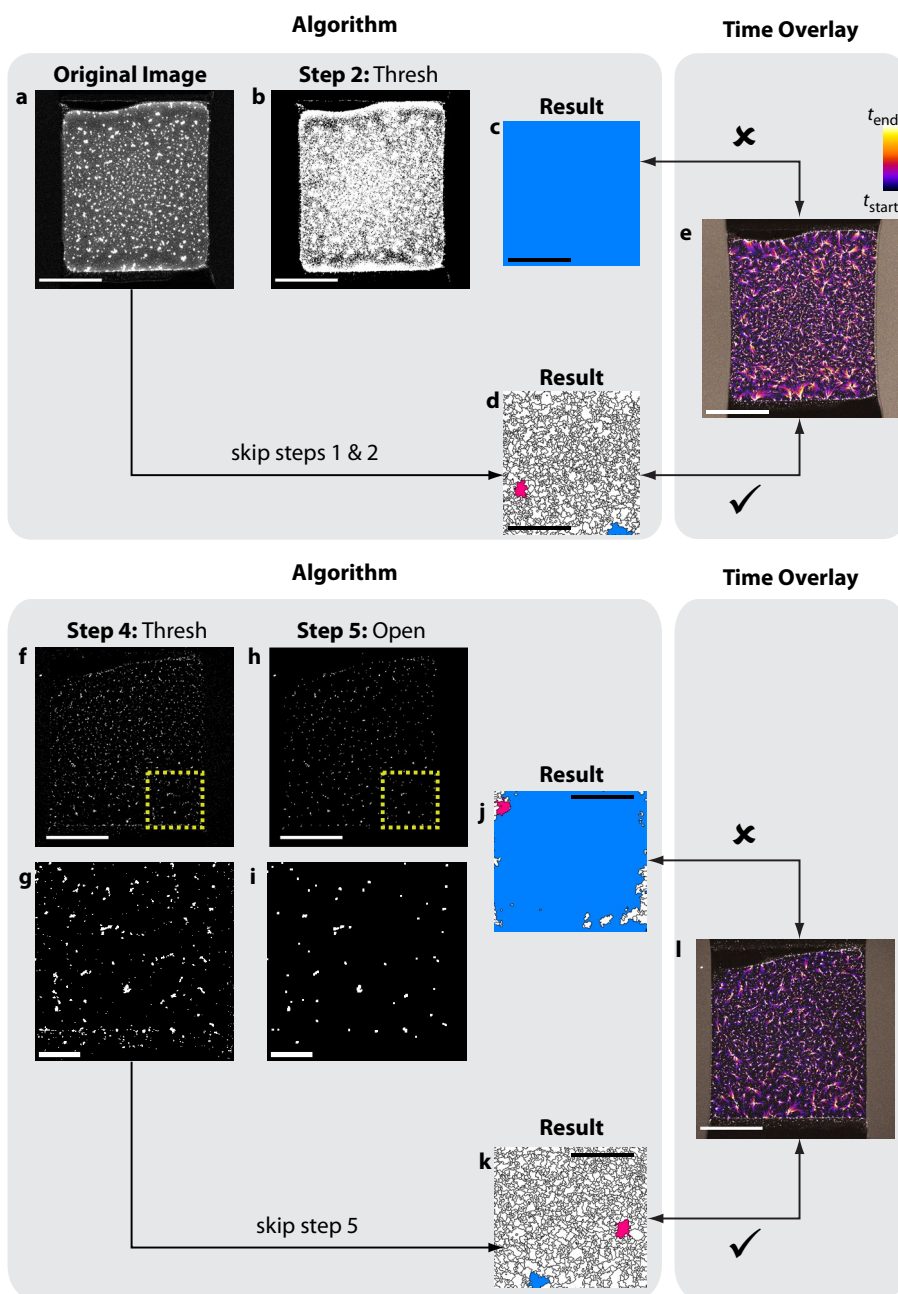 Algorithm
Time Overlay
Original Image
Step 2: Thresh
a
b
Result
c
✘
t end
t start
e
Result
d
skip steps 1 & 2
✓
Algorithm
Time Overlay
Step 4: Thresh
Step 5: Open
f
h
Result
j
✘
g
i
l
Result
k
skip step 5
✓